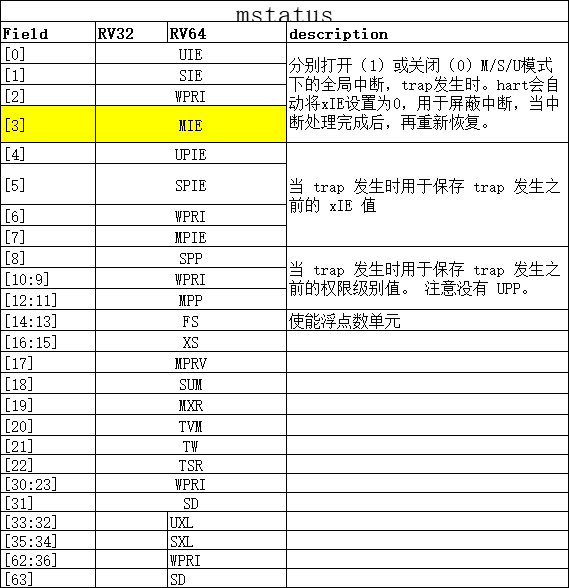 mstatus
Field RV32 RV64 description
[0] UIE
[1] SIE
[2] WPRI
[3] MIE
分别打开（1）或关闭（0）M/S/U模式
下的全局中断，trap发生时。hart会自
动将xIE设置为0，用于屏蔽中断，当中
断处理完成后，再重新恢复。
[4] UPIE
[5] SPIE
[6] WPRI
[7] MPIE
当 trap 发生时用于保存 trap 发生之
前的 xIE 值
[8] SPP
[10:9] WPRI
[12:11] MPP
当 trap 发生时用于保存 trap 发生之
前的权限级别值。 注意没有 UPP。
[14:13] FS 使能浮点数单元
[16:15] XS
[17] MPRV
[18] SUM
[19] MXR
[20] TVM
[21] TW
[22] TSR
[30:23] WPRI
[31] SD
[33:32] UXL
[35:34] SXL
[62:36] WPRI
[63] SD